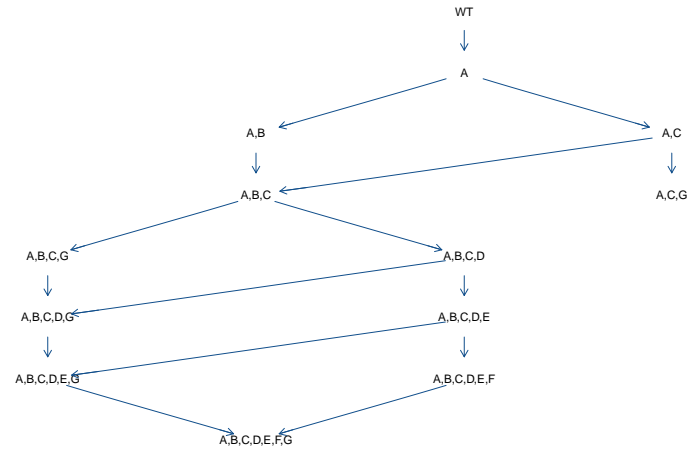 WT
A
A,B
A,C
A,B,C
A,C,G
A,B,C,G
A,B,C,D
A,B,C,D,G
A,B,C,D,E
A,B,C,D,E,G
A,B,C,D,E,F
A,B,C,D,E,F,G